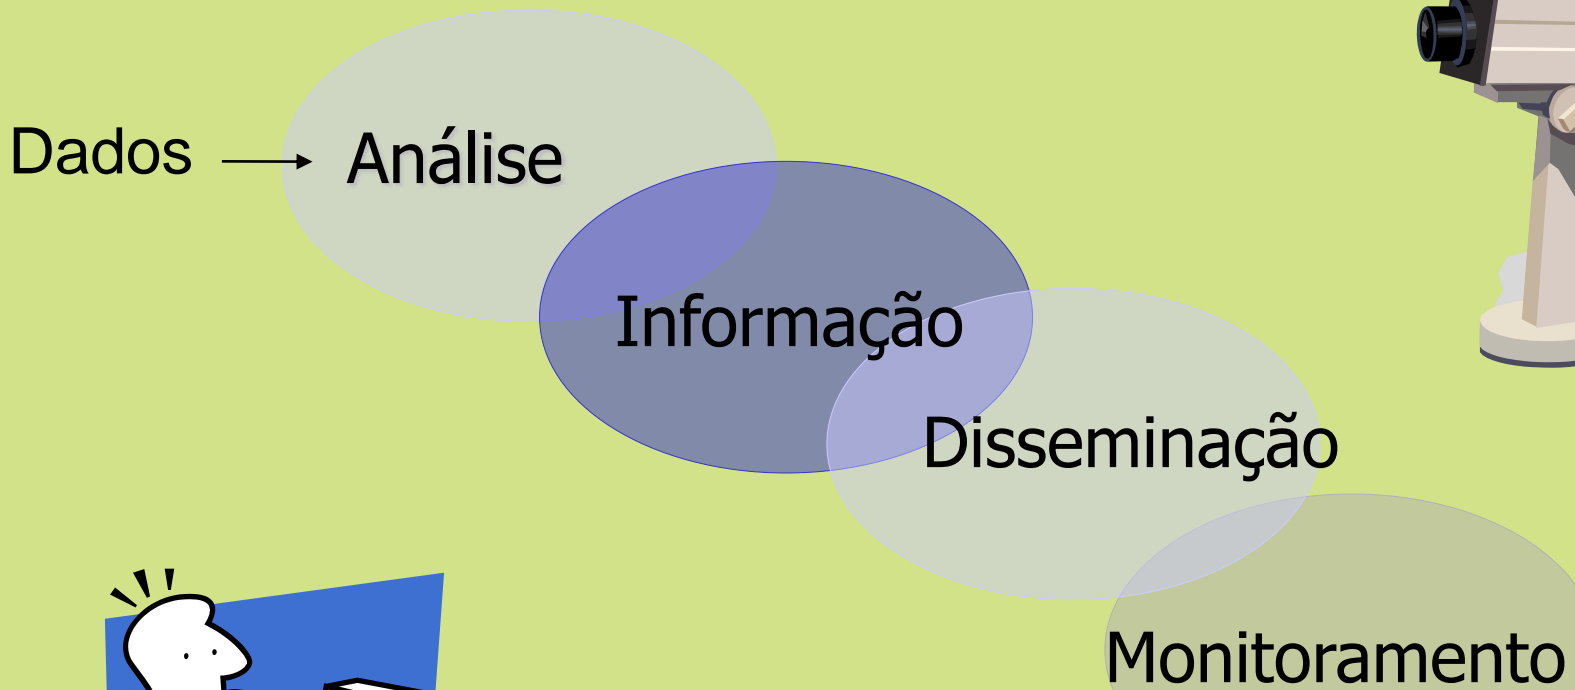 Dados
Análise
Informação
Disseminação
Monitoramento